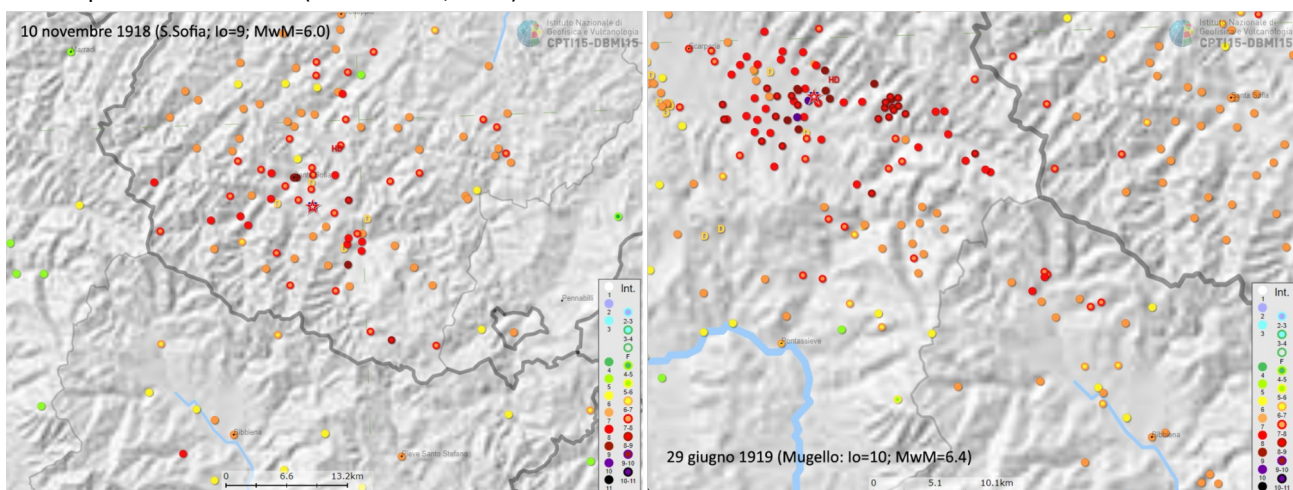 10 novembre 1918 (S.Sofia; Io=9; MwM=6.0)
Istituto Nazionale di
Geofisica e Vulcanologia
CPTI15-DBMI15
Marradi
HD
D
D
D
Pennabili
Bibbiena
Pieve Santo Stefano
0 6.6 13.2km
Int.
1
2
2-3
3
3-4
F
4
4-5
5
5-6
6
6-7
7
7-8
8
8-9
9
9-10
10
10-11
11
Istituto Nazionale di
Geofisica e Vulcanologia
CPTI15-DBMI15
Scarperia
HD
D
D
Santa Sofia
D
D
Pontassieve
Bibbiena
29 giugno 1919 (Mugello: Io=10; MwM=6.4)
0 5.1 10.1km
Int.
1
2
2-3
3
3-4
F
4
4-5
5
5-6
6
6-7
7
7-8
8
8-9
9
9-10
10
10-11
11